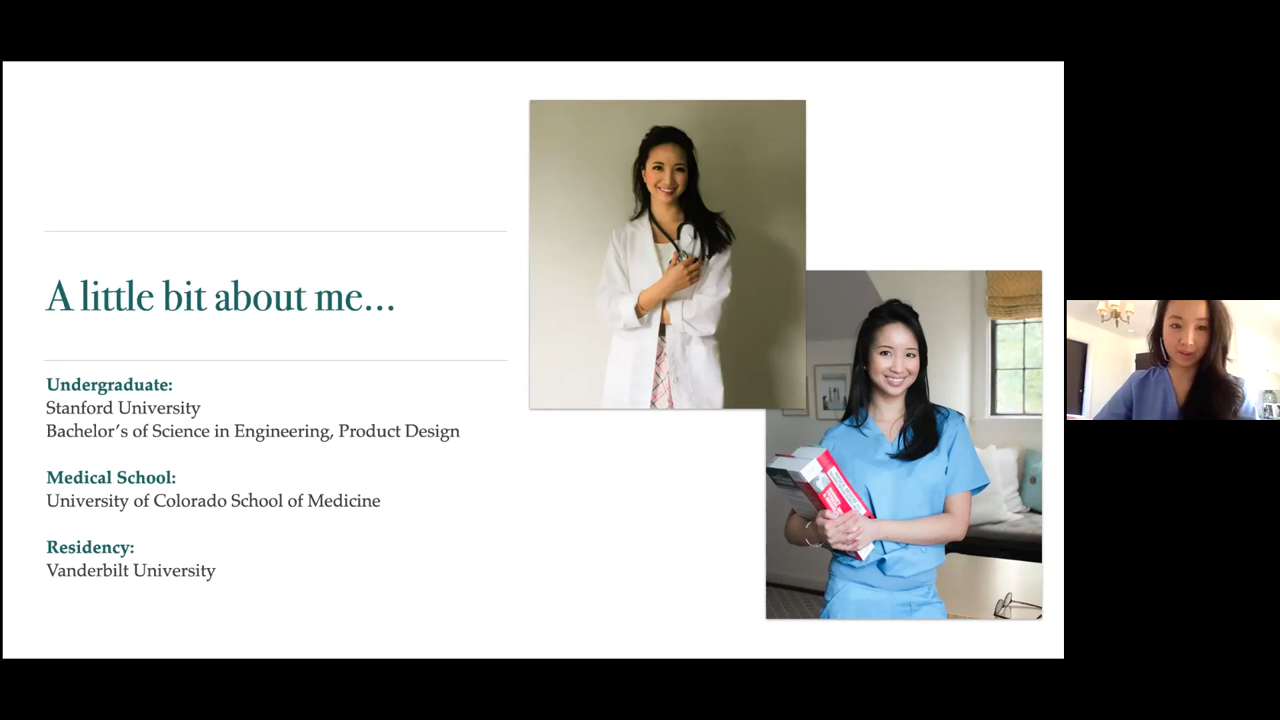 A little bit about me...
Undergraduate:
Stanford University
Bachelor's of Science in Engineering, Product Design
Medical School:
University of Colorado School of Medicine
Residency:
Vanderbilt University